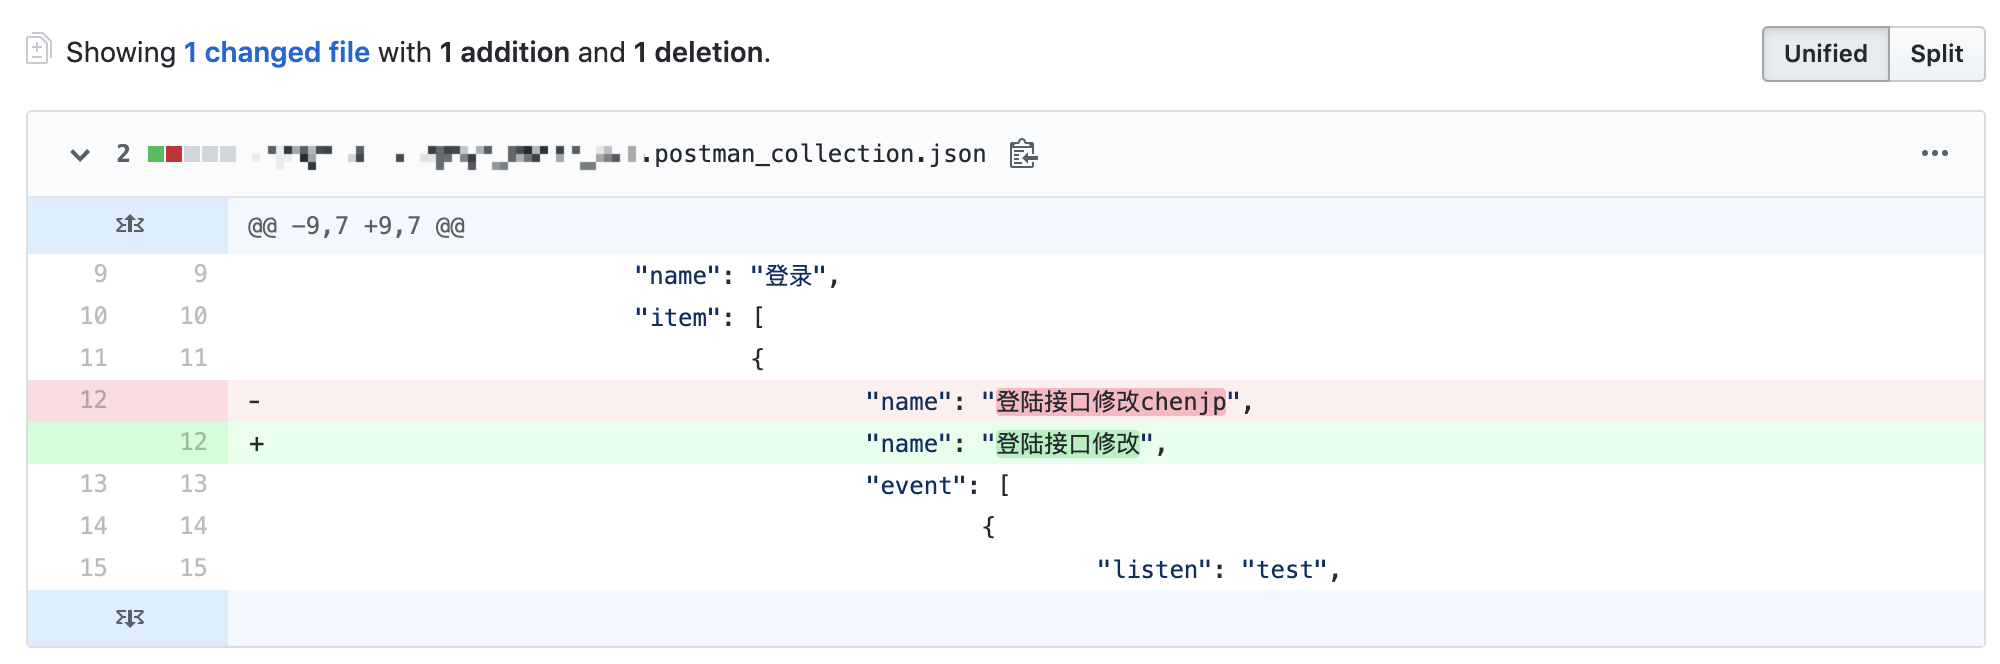 Showing 1 changed file with 1 addition and 1 deletion.
Unified Split
2 .postman_collection.json
@@ -9,7 +9,7 @@
9 9 "name": "登录",
10 10 "item": [
11 11 {
12 - "name": "登陆接口修改chenjp",
12 + "name": "登陆接口修改",
13 13 "event": [
14 14 {
15 15 "listen": "test",